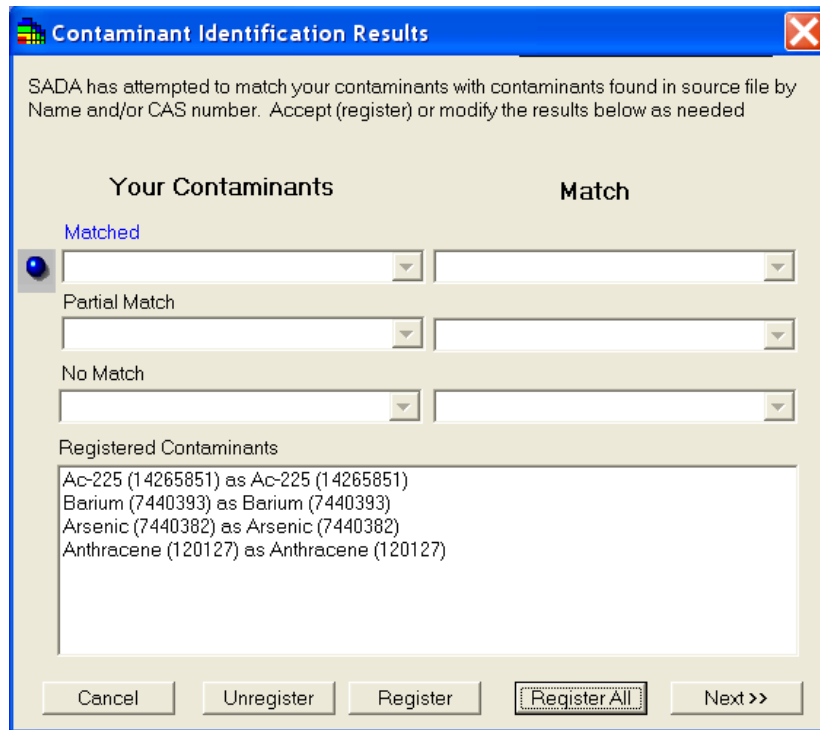 Contaminant Identification Results
SADA has attempted to match your contaminants with contaminants found in source file by
Name and/or CAS number. Accept (register) or modify the results below as needed
Your Contaminants Match
Matched
Partial Match
No Match
Registered Contaminants
Ac-225 (14265851) as Ac-225 (14265851)
Barium (7440393) as Barium (7440393)
Arsenic (7440382) as Arsenic (7440382)
Anthracene (120127) as Anthracene (120127)
Cancel Unregister Register Register All Next >>